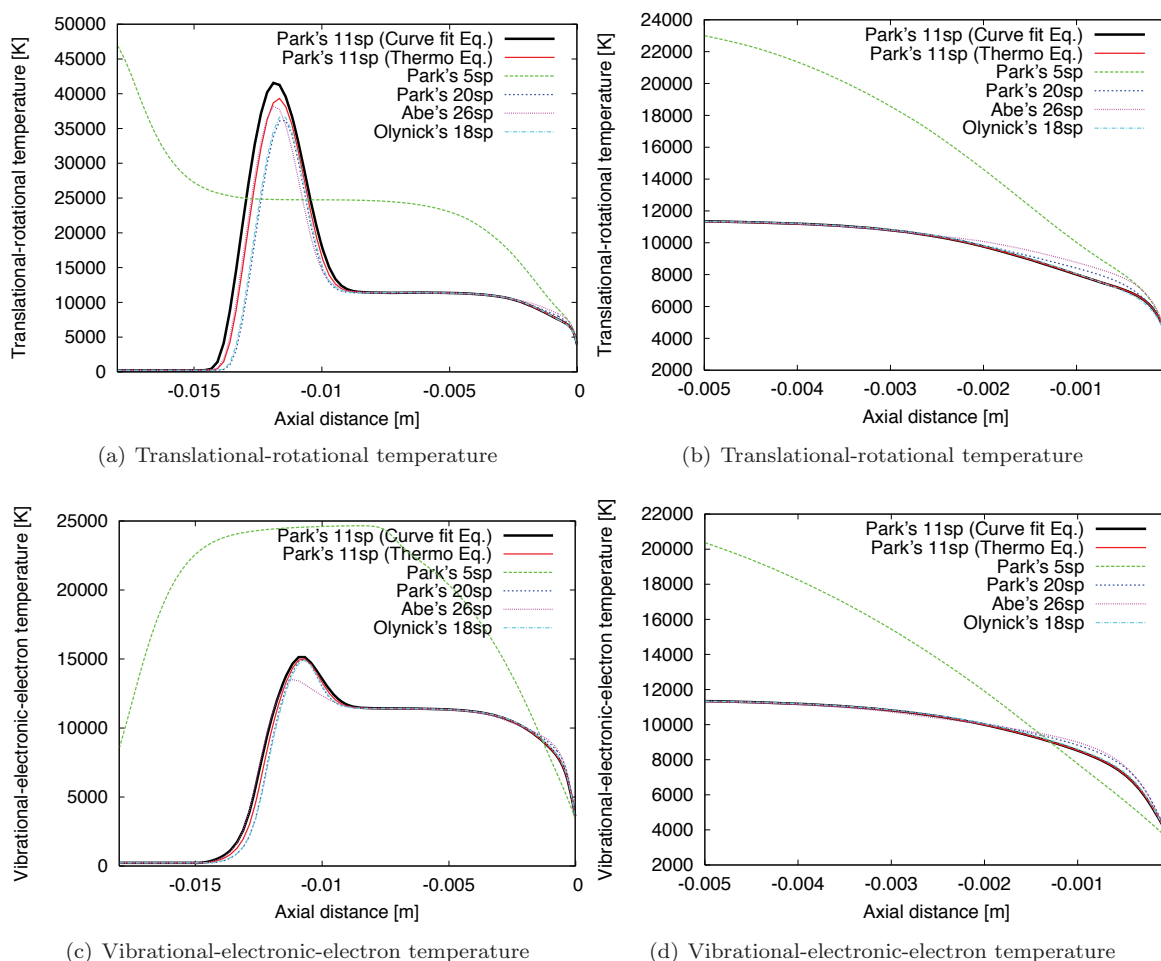 Translational-rotational temperature [K]
50000
45000
40000
35000
30000
25000
20000
15000
10000
5000
0
Park's 11sp (Curve fit Eq.)
Park's 11sp (Thermo Eq.)
Park's 5sp
Park's 20sp
Abe's 26sp
Olynick's 18sp
-0.015
-0.01
-0.005
0
Axial distance [m]
(a) Translational-rotational temperature
Translational-rotational temperature [K]
24000
22000
20000
18000
16000
14000
12000
10000
8000
6000
4000
2000
Park's 11sp (Curve fit Eq.)
Park's 11sp (Thermo Eq.)
Park's 5sp
Park's 20sp
Abe's 26sp
Olynick's 18sp
-0.005
-0.004
-0.003
-0.002
-0.001
Axial distance [m]
(b) Translational-rotational temperature
Vibrational-electronic-electron temperature [K]
25000
20000
15000
10000
5000
0
Park's 11sp (Curve fit Eq.)
Park's 11sp (Thermo Eq.)
Park's 5sp
Park's 20sp
Abe's 26sp
Olynick's 18sp
-0.015
-0.01
-0.005
0
Axial distance [m]
(c) Vibrational-electronic-electron temperature
Vibrational-electronic-electron temperature [K]
22000
20000
18000
16000
14000
12000
10000
8000
6000
4000
2000
Park's 11sp (Curve fit Eq.)
Park's 11sp (Thermo Eq.)
Park's 5sp
Park's 20sp
Abe's 26sp
Olynick's 18sp
-0.005
-0.004
-0.003
-0.002
-0.001
Axial distance [m]
(d) Vibrational-electronic-electron temperature